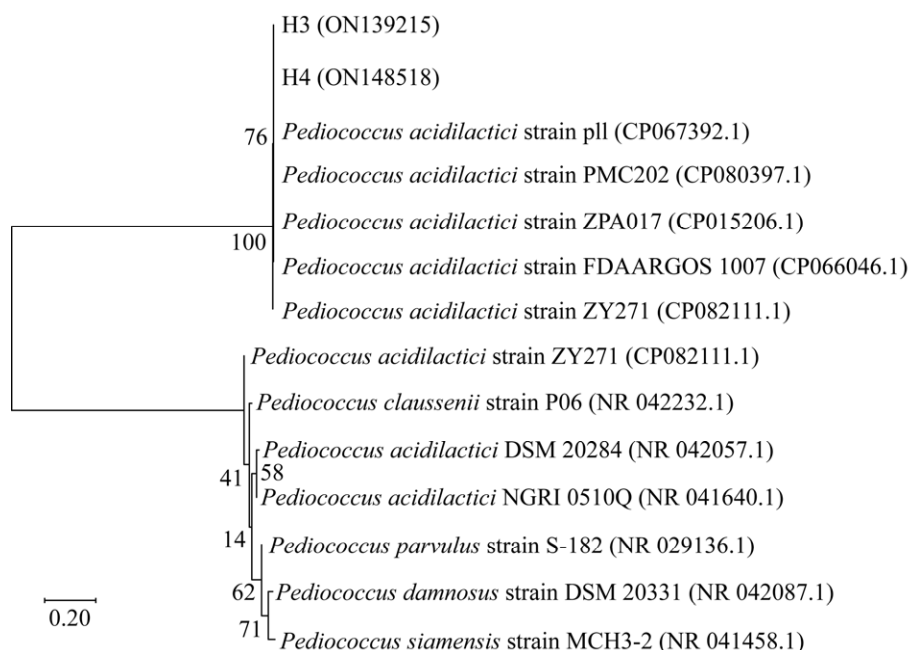 H3 (ON139215)
H4 (ON148518)
76
Pediococcus acidilactici strain pll (CP067392.1)
Pediococcus acidilactici strain PMC202 (CP080397.1)
Pediococcus acidilactici strain ZPA017 (CP015206.1)
100
Pediococcus acidilactici strain FDAARGOS 1007 (CP066046.1)
Pediococcus acidilactici strain ZY271 (CP082111.1)
Pediococcus acidilactici strain ZY271 (CP082111.1)
Pediococcus claussenii strain P06 (NR 042232.1)
Pediococcus acidilactici DSM 20284 (NR 042057.1)
41
58
Pediococcus acidilactici NGRI 0510Q (NR 041640.1)
14
Pediococcus parvulus strain S-182 (NR 029136.1)
62
Pediococcus damnosus strain DSM 20331 (NR 042087.1)
0.20
71
Pediococcus siamensis strain MCH3-2 (NR 041458.1)